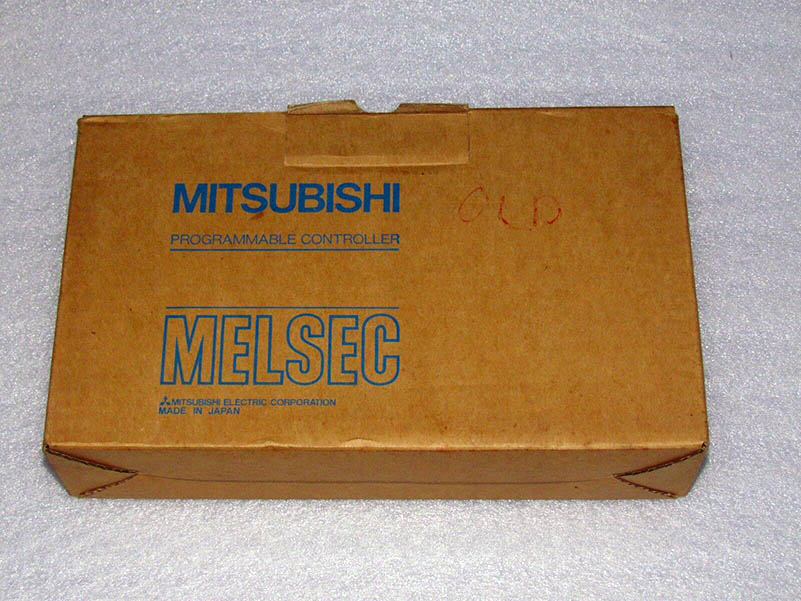 MITSUBISHI
OLD
PROGRAMMABLE CONTROLLER
MELSEC
MITSUBISHI ELECTRIC CORPORATION
MADE IN JAPAN